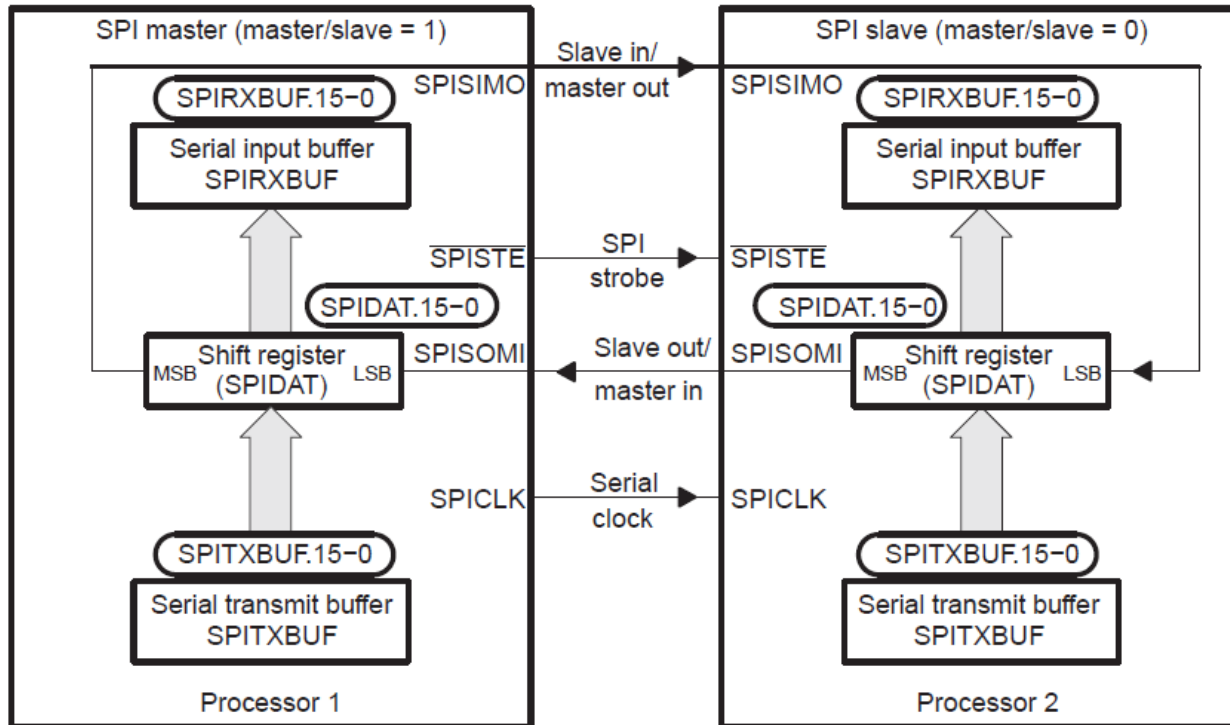 SPI master (master/slave = 1)
SPIRXBUF.15−0
SPISIMO
Serial input buffer
SPIRXBUF
S̅P̅I̅S̅T̅E̅
SPIDAT.15−0
SPISOMI
MSB
Shift register
(SPIDAT)
LSB
SPICLK
SPITXBUF.15−0
Serial transmit buffer
SPITXBUF
Processor 1
Slave in/
master out
SPI
strobe
Slave out/
master in
Serial
clock
SPI slave (master/slave = 0)
SPISIMO
SPIRXBUF.15−0
Serial input buffer
SPIRXBUF
S̅P̅I̅S̅T̅E̅
SPIDAT.15−0
SPISOMI
MSB
Shift register
(SPIDAT)
LSB
SPICLK
SPITXBUF.15−0
Serial transmit buffer
SPITXBUF
Processor 2